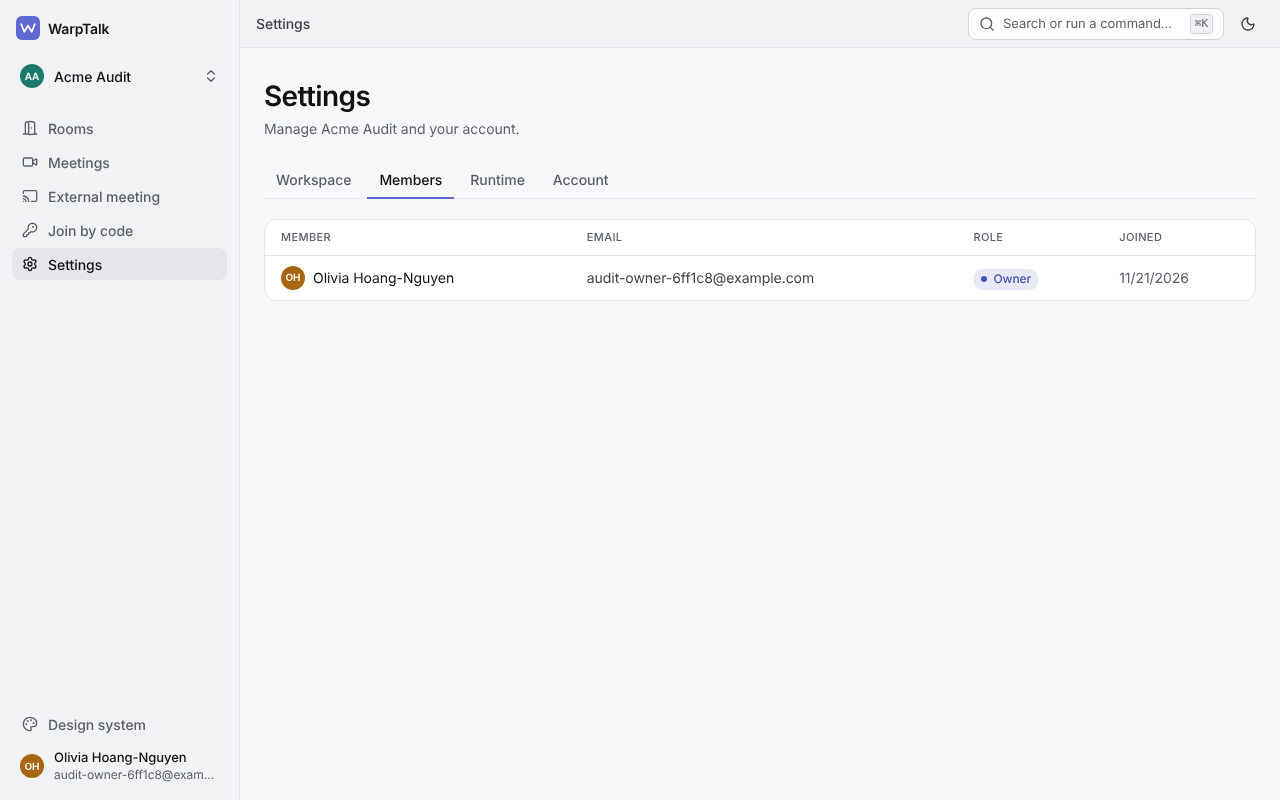 WarpTalk
Settings
Search or run a command...
⌘K
AA
Acme Audit
Rooms
Meetings
External meeting
Join by code
Settings
Settings
Manage Acme Audit and your account.
Workspace
Members
Runtime
Account
MEMBER
EMAIL
ROLE
JOINED
OH
Olivia Hoang-Nguyen
audit-owner-6ff1c8@example.com
Owner
11/21/2026
Design system
OH
Olivia Hoang-Nguyen
audit-owner-6ff1c8@exam...